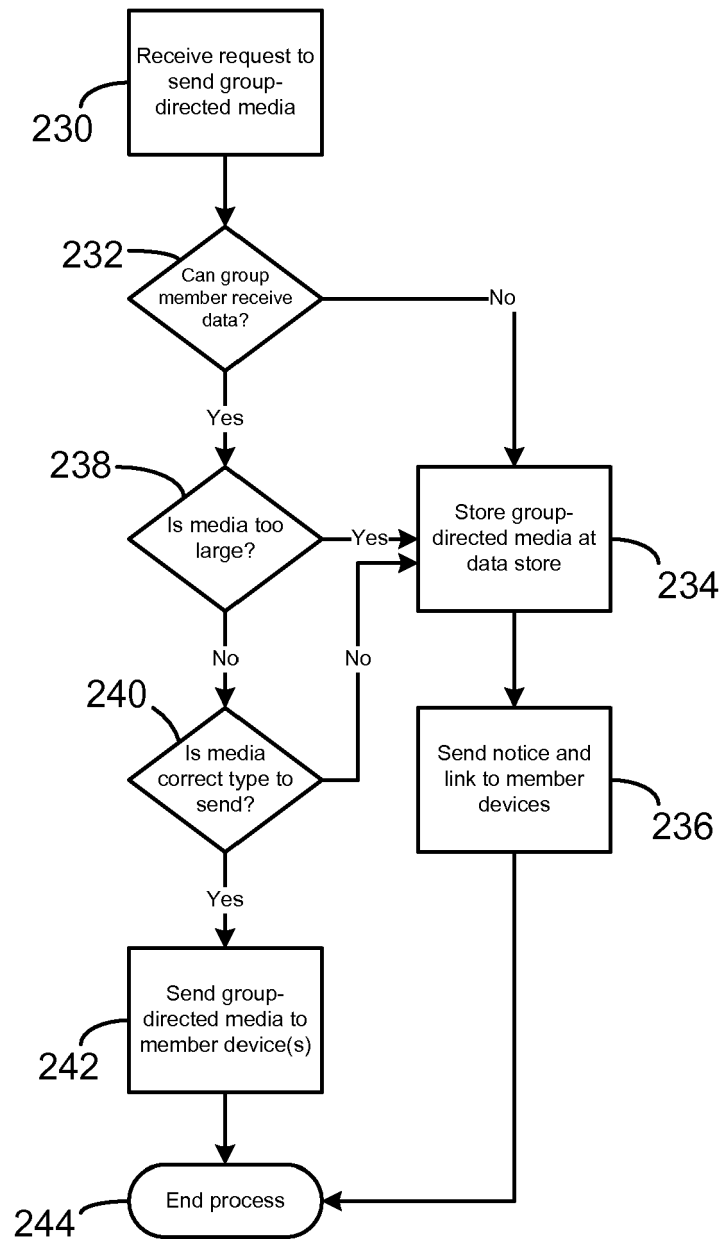 Receive request to
send group-
directed media
230
232
Can group
member receive
data?
No
Yes
238
Is media too
large?
Yes
Store group-
directed media at
data store
234
No
No
240
Is media
correct type to
send?
Send notice and
link to member
devices
236
Yes
Send group-
directed media to
member device(s)
242
End process
244